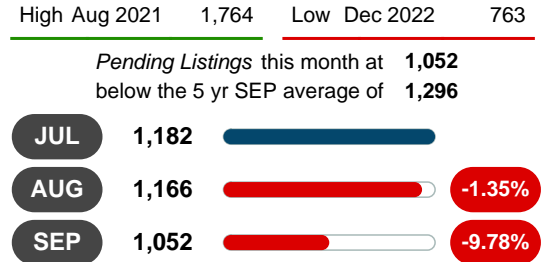 High Aug 2021 1,764 Low Dec 2022 763
Pending Listings this month at 1,052
below the 5 yr SEP average of 1,296
JUL 1,182
AUG 1,166 -1.35%
SEP 1,052 -9.78%